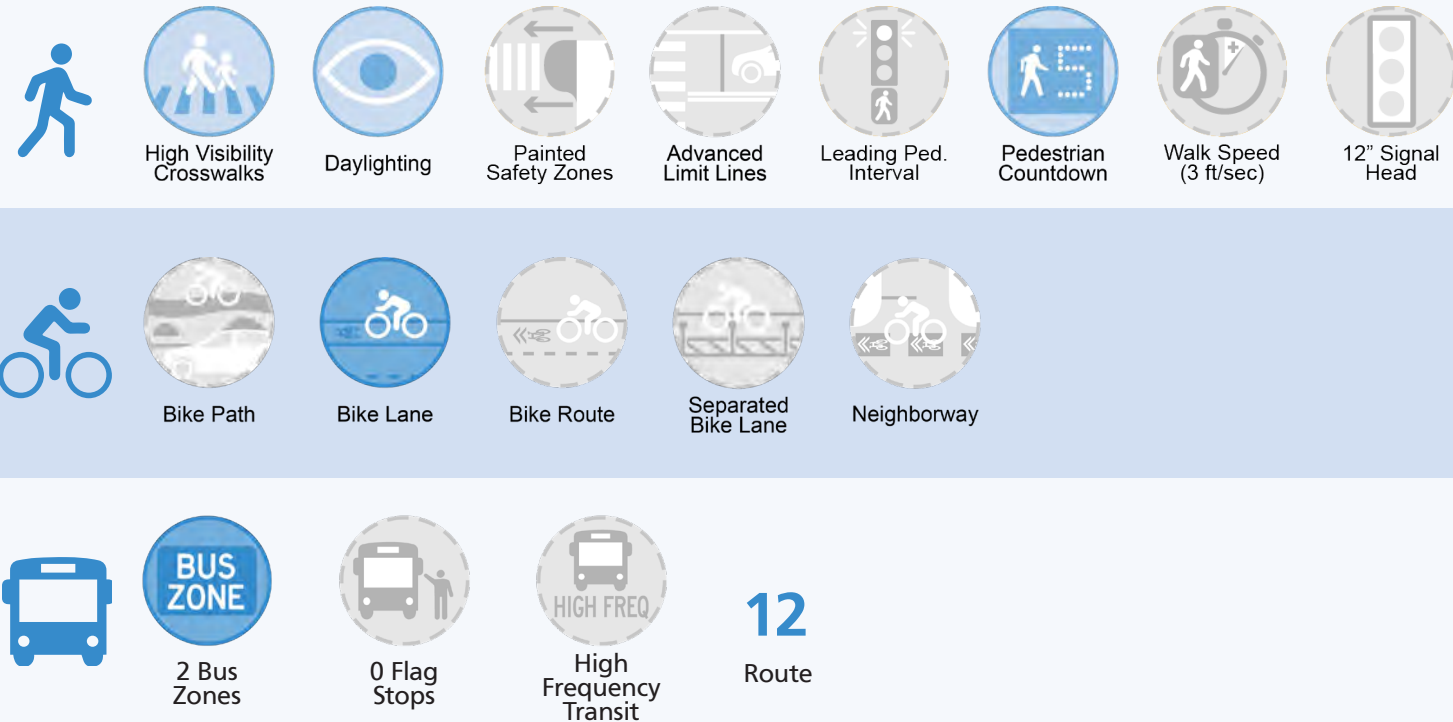 High Visibility
Crosswalks
Daylighting
Painted
Safety Zones
Advanced
Limit Lines
Leading Ped.
Interval
5
Pedestrian
Countdown
Walk Speed
(3 ft/sec)
12” Signal
Head
Bike Path
Bike Lane
Bike Route
Separated
Bike Lane
Neighborway
BUS
ZONE
2 Bus
Zones
0 Flag
Stops
HIGH FREQ
High
Frequency
Transit
12
Route